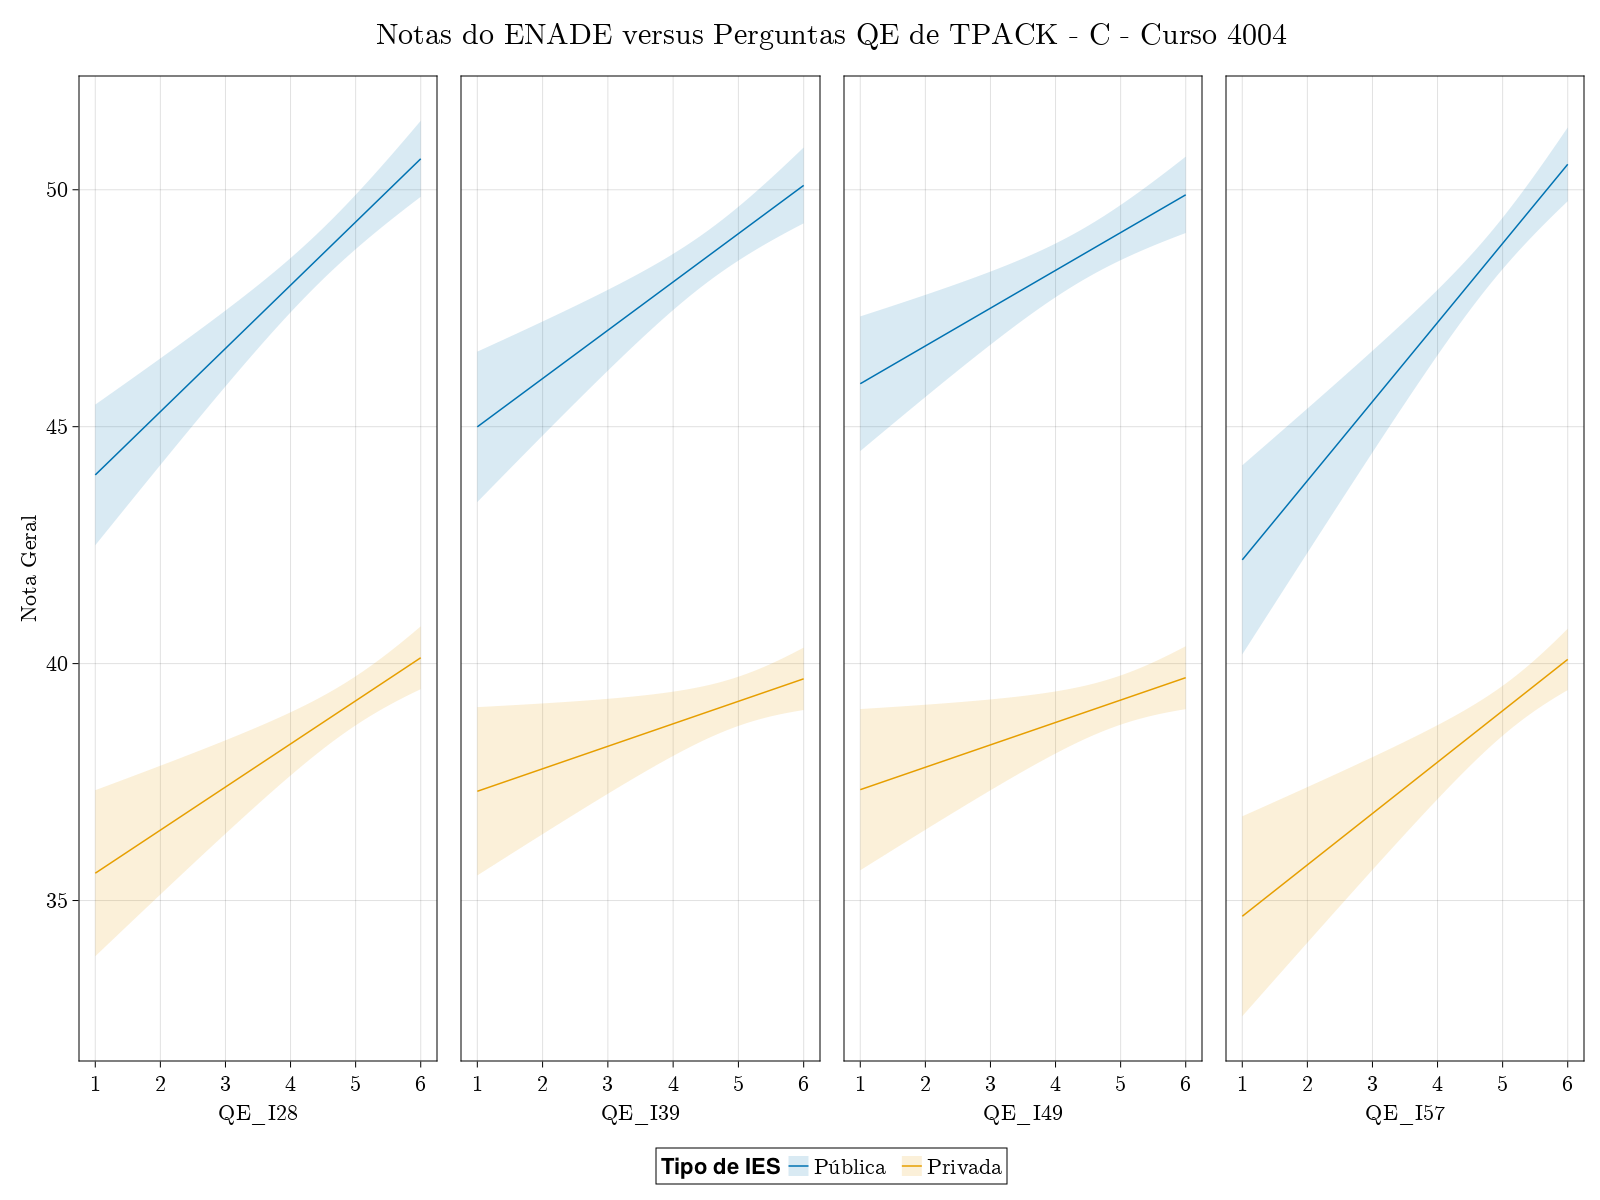 Notas do ENADE versus Perguntas QE de TPACK - C - Curso 4004
Nota Geral
50
45
40
35
1 2 3 4 5 6
QE_I28
1 2 3 4 5 6
QE_I39
1 2 3 4 5 6
QE_I49
1 2 3 4 5 6
QE_I57
Tipo de IES Pública Privada